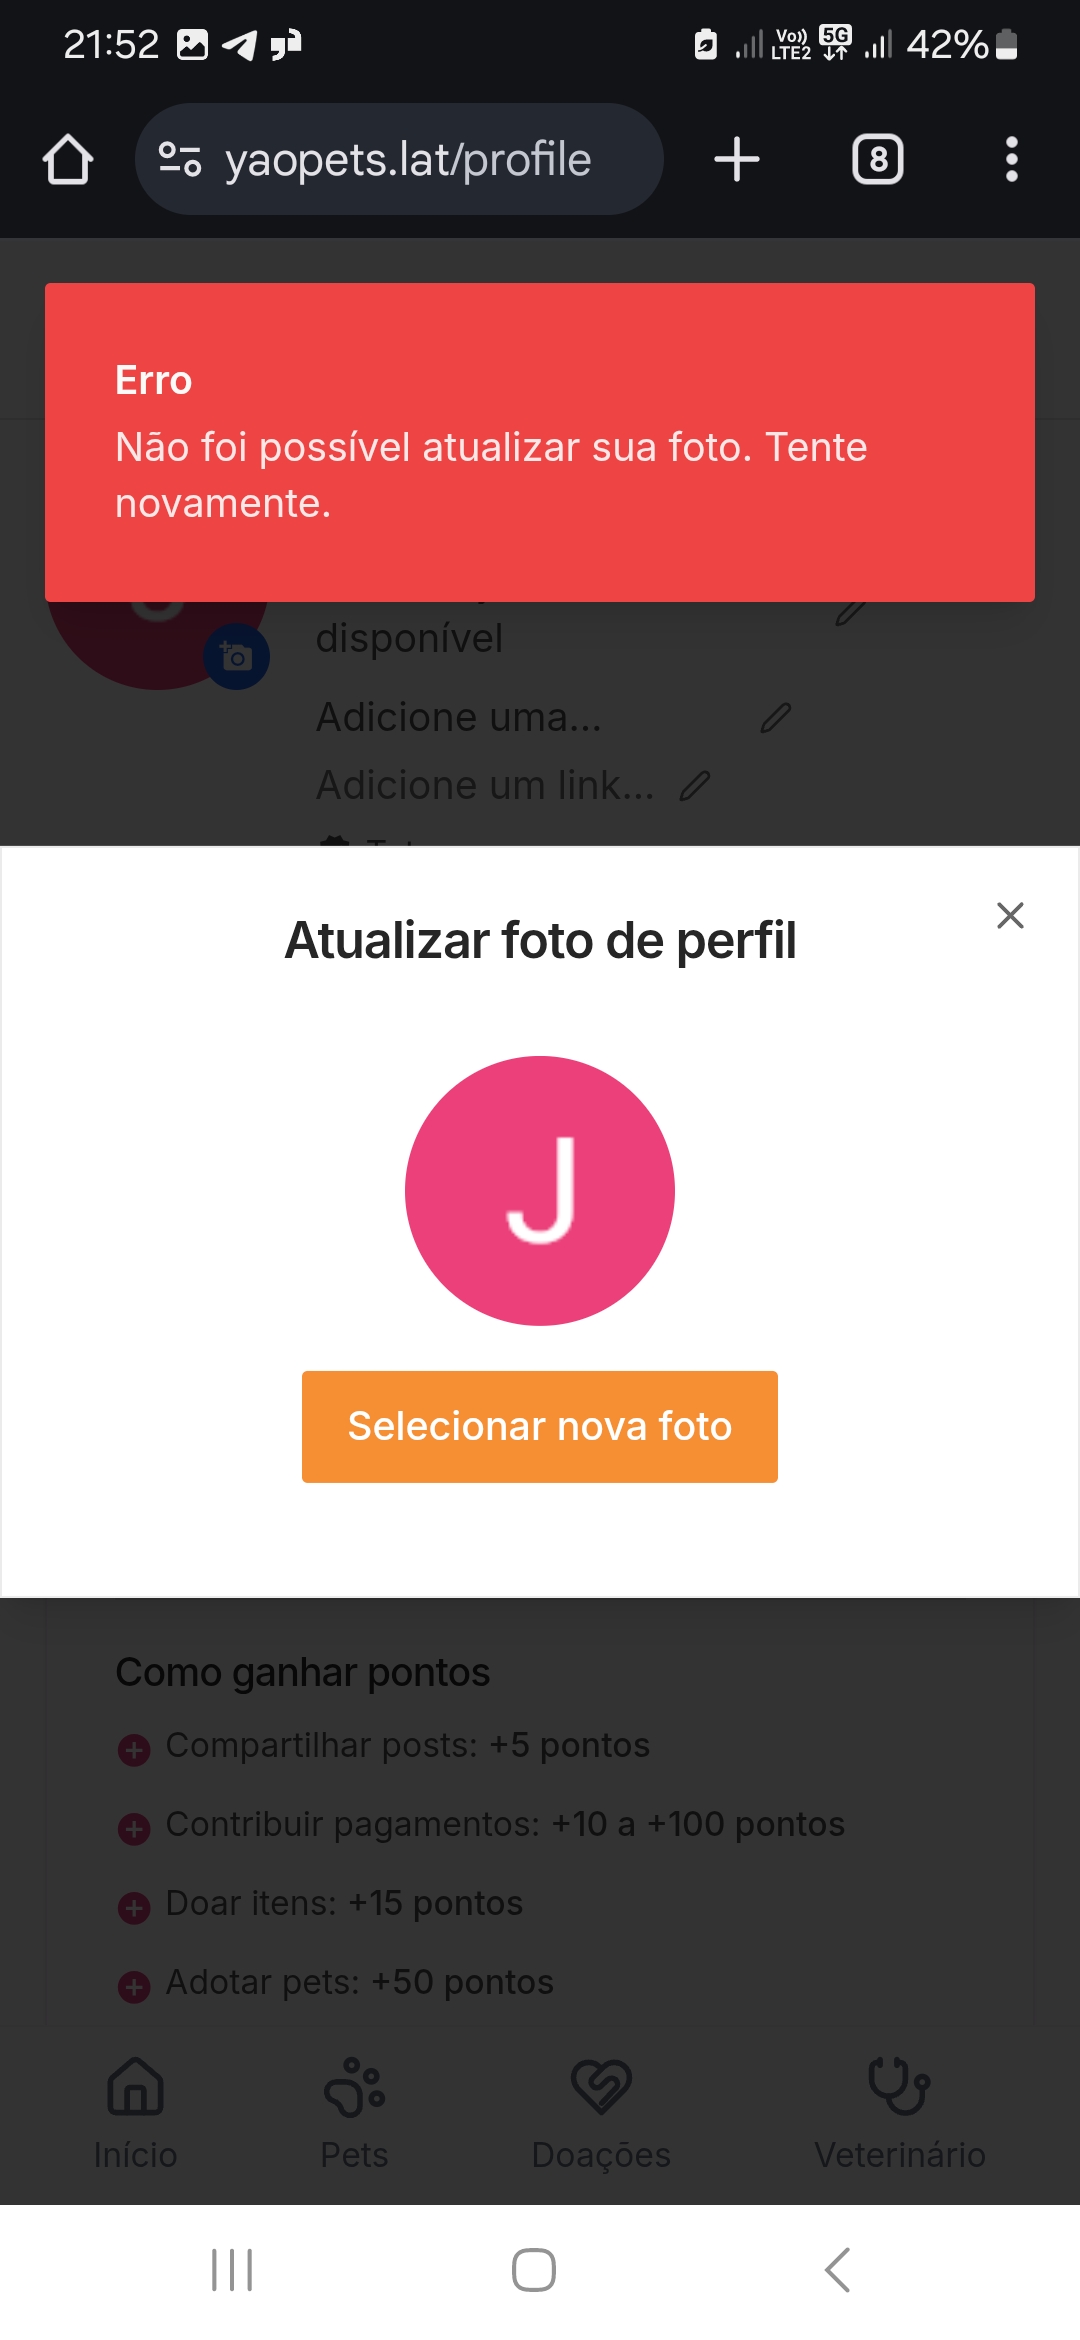 21:52
Vo))
LTE2
5G
42%
yaopets.lat/profile
8
Erro
Não foi possível atualizar sua foto. Tente
novamente.
disponível
Adicione uma...
Adicione um link...
Atualizar foto de perfil
J
Selecionar nova foto
Como ganhar pontos
Compartilhar posts: +5 pontos
Contribuir pagamentos: +10 a +100 pontos
Doar itens: +15 pontos
Adotar pets: +50 pontos
Início
Pets
Doações
Veterinário